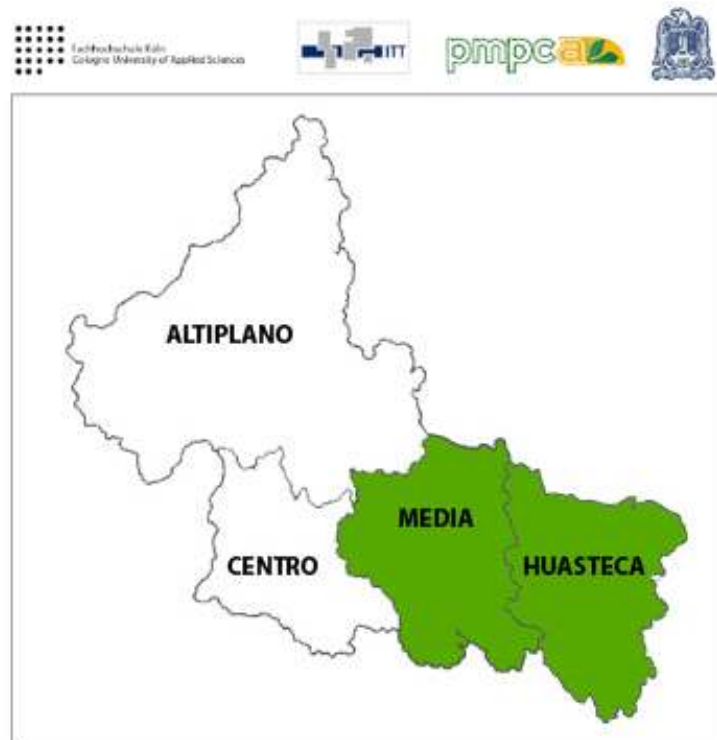 Fachhochschule Köln
Cologne University of Applied Sciences
ITT
pmpca
ALTIPLANO
MEDIA
CENTRO
HUASTECA